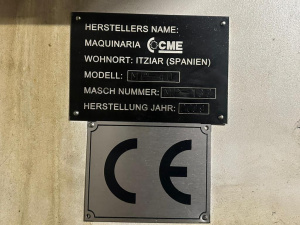 HERSTELLERS NAME:
MAQUINARIA CME
WOHNORT: ITZIAR (SPANIEN)
MODELL:
MASCH NUMMER:
HERSTELLUNG JAHR:
CE